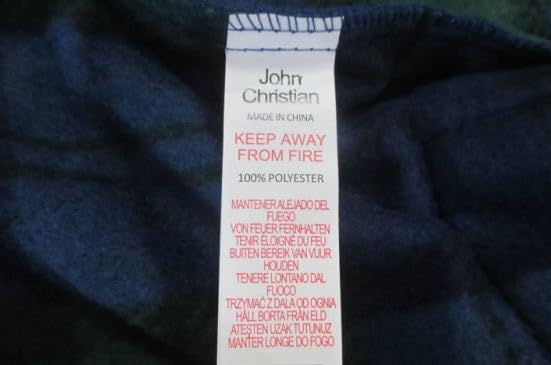 John
Christian
MADE IN CHINA
KEEP AWAY
FROM FIRE
100% POLYESTER
MANTENER ALEJADO DEL
FUEGO
VON FEUER FERNHALTEN
TENIR ÉLOIGNÉ DU FEU
BUITEN BEREIK VAN VUUR
HOUDEN
TENERE LONTANO DAL
FUOCO
TRZYMAĆ Z DALA OD OGNIA
HÅLL BORTA FRÅN ELD
ATEŞTEN UZAK TUTUNUZ
MANTER LONGE DO FOGO